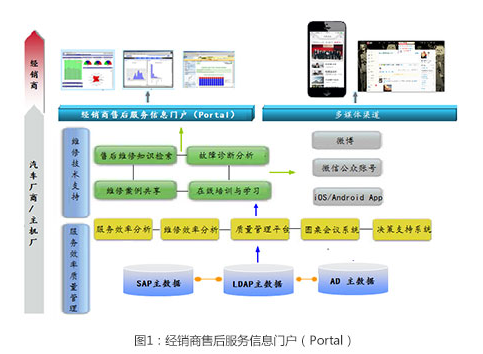 经销商
汽车厂商/主机厂
经销商售后服务信息门户（Portal）
多媒体渠道
维修技术支持
售后维修知识检索
故障诊断分析
维修案例共享
在线培训与学习
微博
微信公众账号
iOS/Android App
服务效率质量管理
服务效率分析
维修效率分析
质量管理平台
圆桌会议系统
决策支持系统
SAP主数据
LDAP主数据
AD 主数据
图1：经销商售后服务信息门户（Portal）